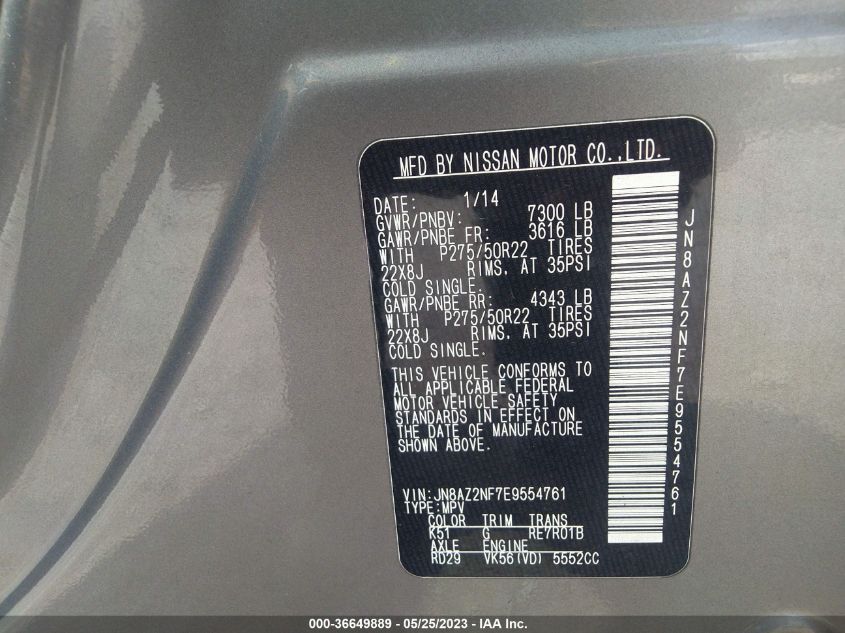 MFD BY NISSAN MOTOR CO.,LTD.
DATE: 1/14
GVWR/PNBV: 7300 LB
GAWR/PNBE FR: 3616 LB
WITH P275/50R22 TIRES
22X8J RIMS, AT 35PSI
COLD SINGLE.
GAWR/PNBE RR: 4343 LB
WITH P275/50R22 TIRES
22X8J RIMS, AT 35PSI
COLD SINGLE.
THIS VEHICLE CONFORMS TO
ALL APPLICABLE FEDERAL
MOTOR VEHICLE SAFETY
STANDARDS IN EFFECT ON
THE DATE OF MANUFACTURE
SHOWN ABOVE.
VIN:JN8AZ2NF7E9554761
TYPE:MPV
COLOR TRIM TRANS
K51 G RE7R01B
AXLE ENGINE
RD29 VK56(VD) 5552CC
JN8AZ2NF7E9554761
000-36649889 - 05/25/2023 - IAA Inc.